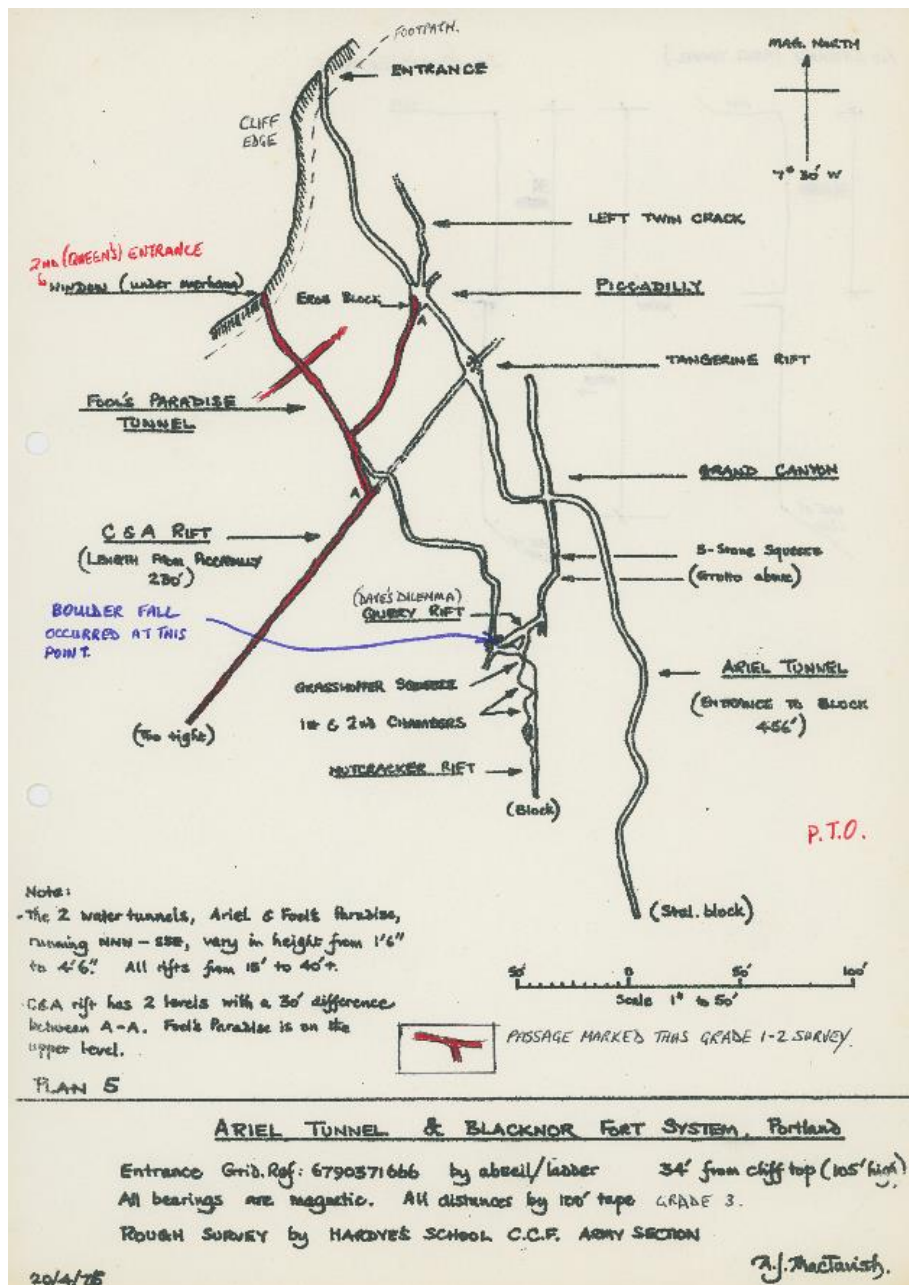 FOOTPATH.
MAG. NORTH
ENTRANCE
CLIFF
EDGE
7° 30' W
LEFT TWIN CRACK
2ND (QUEEN'S) ENTRANCE
WINDOW (under overhang)
EROS BLOCK
PICCADILLY
A
TANGERINE RIFT
FOOL'S PARADISE
TUNNEL
GRAND CANYON
A
C & A RIFT
(LENGTH FROM PICCADILLY
230')
5-Stone Squeeze
(Grotto above)
(DAVE'S DILEMMA)
QUERY RIFT
BOULDER FALL
OCCURRED AT THIS
POINT.
GRASSHOPPER SQUEEZE
ARIEL TUNNEL
(ENTRANCE TO BLOCK
456')
1st & 2nd CHAMBERS
(Too tight)
NUTCRACKER RIFT
(Block)
P.T.O.
Note:
-The 2 water tunnels, Ariel & Fool's Paradise,
running NNW - SSE, vary in height from 1'6"
to 4'6". All rifts from 15' to 40'+.
(Stal. block)
50' 0 50' 100'
Scale 1" to 50'
C&A rift has 2 levels with a 30' difference
between A-A. Fool's Paradise is on the
upper level.
PASSAGE MARKED THUS GRADE 1-2 SURVEY.
PLAN 5
ARIEL TUNNEL & BLACKNOR FORT SYSTEM, Portland
Entrance Grid. Ref: 6790371666 by abseil/ladder 34' from cliff top (105' high)
All bearings are magnetic. All distances by 100' tape GRADE 3.
ROUGH SURVEY by HARDYE'S SCHOOL C.C.F. ARMY SECTION
A.J. MacTavish.
20/4/75